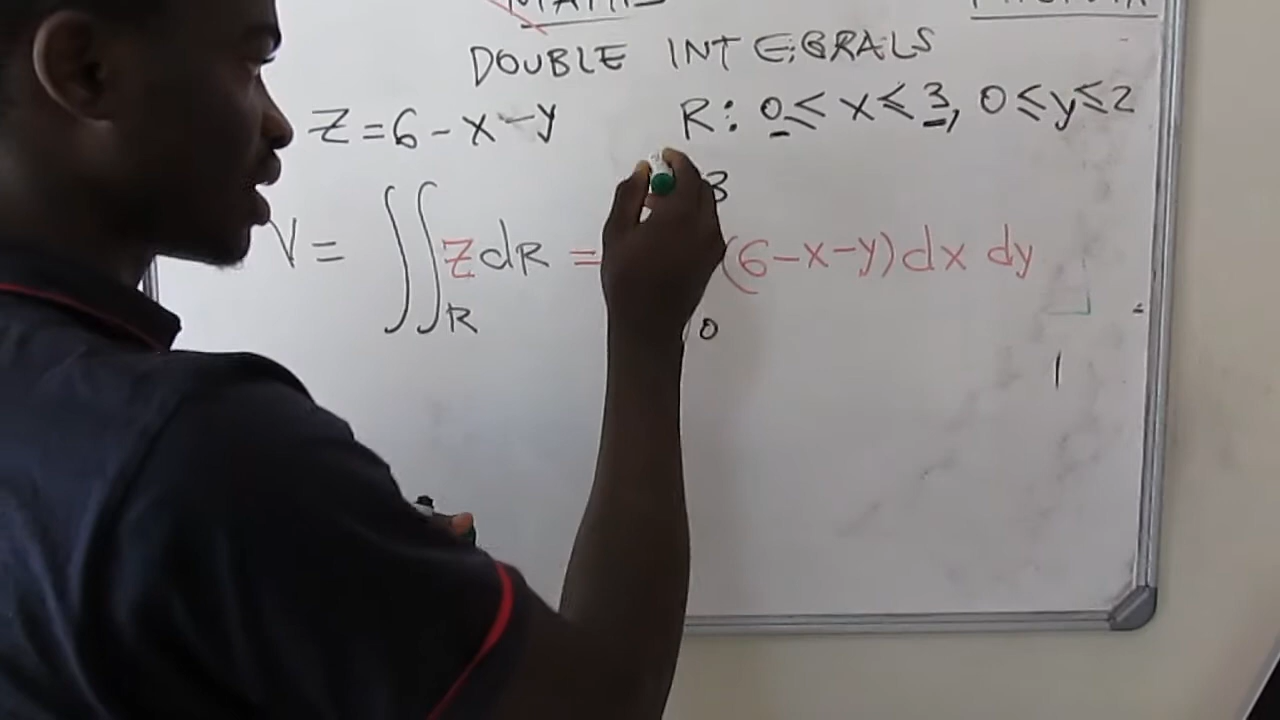 DOUBLE INTEGRALS
Z = 6 - x - y R: 0 ≤ x ≤ 3, 0 ≤ y ≤ 2
3
V = ∬ Z dR = (6 - x - y) dx dy
R 0